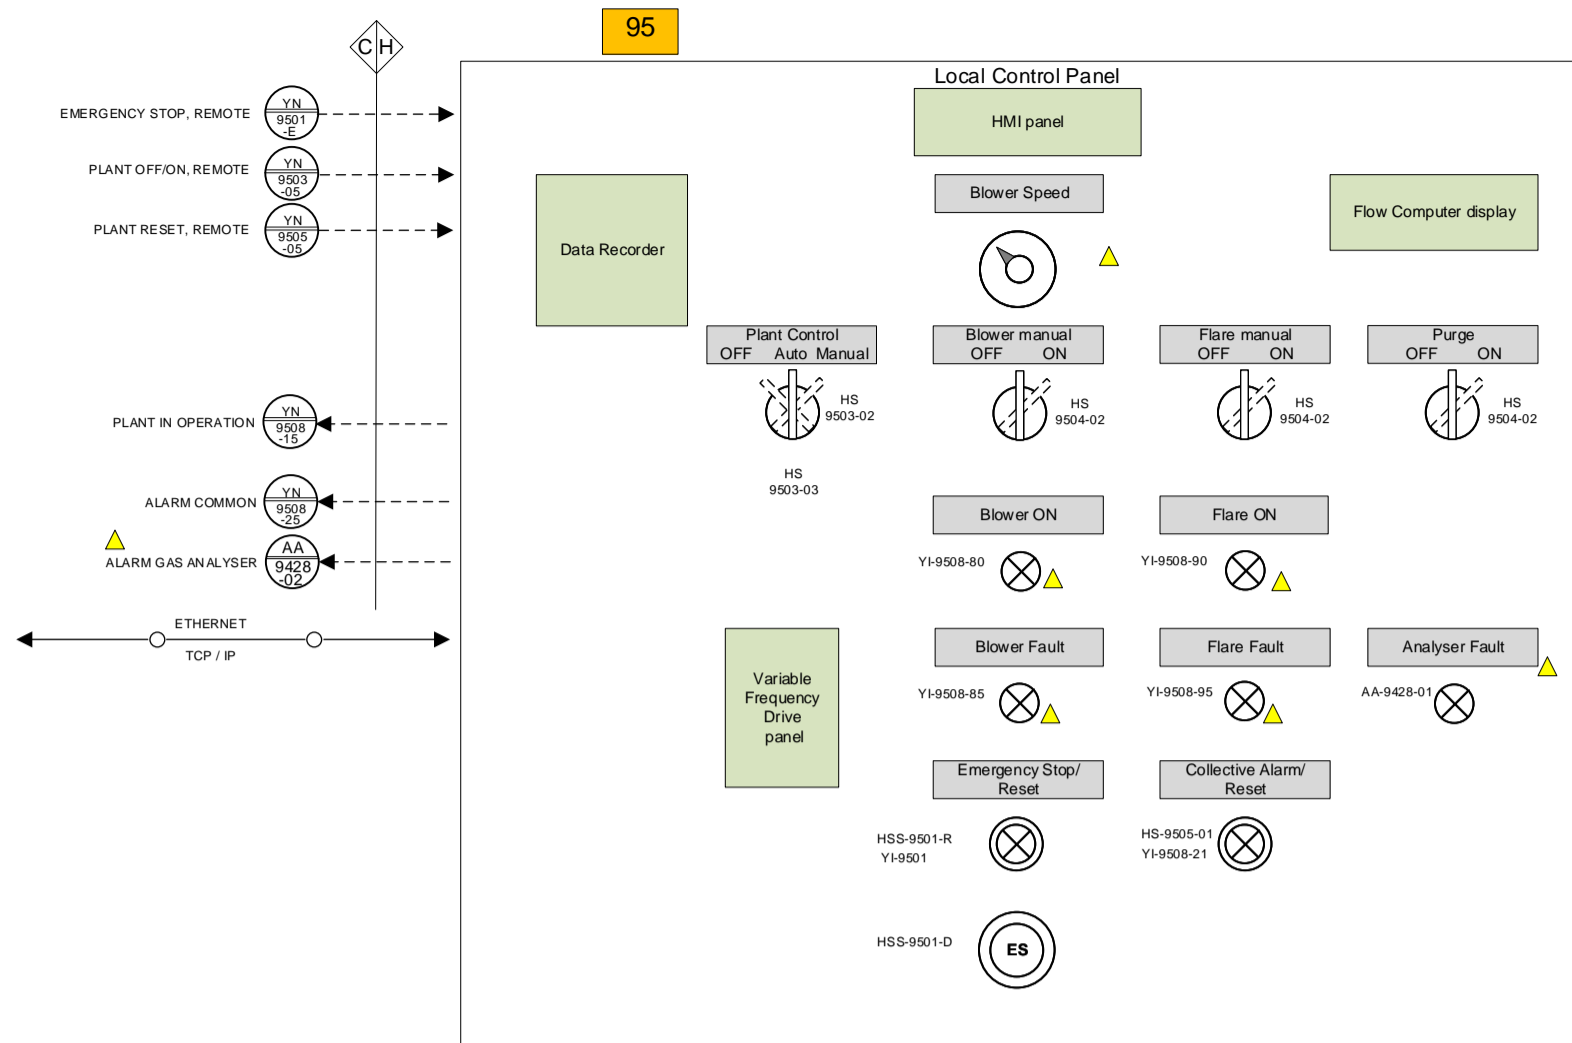 95
C H
Local Control Panel
HMI panel
EMERGENCY STOP, REMOTE
YN
9501
-E
PLANT OFF/ON, REMOTE
YN
9503
-05
PLANT RESET, REMOTE
YN
9505
-05
Data Recorder
Blower Speed
Flow Computer display
Plant Control
OFF Auto Manual
HS
9503-02
HS
9503-03
Blower manual
OFF ON
HS
9504-02
Flare manual
OFF ON
HS
9504-02
Purge
OFF ON
HS
9504-02
PLANT IN OPERATION
YN
9508
-15
ALARM COMMON
YN
9508
-25
ALARM GAS ANALYSER
AA
9428
-02
ETHERNET
TCP / IP
Blower ON
YI-9508-80
Flare ON
YI-9508-90
Variable
Frequency
Drive
panel
Blower Fault
YI-9508-85
Flare Fault
YI-9508-95
Analyser Fault
AA-9428-01
Emergency Stop/
Reset
HSS-9501-R
YI-9501
Collective Alarm/
Reset
HS-9505-01
YI-9508-21
HSS-9501-D
ES